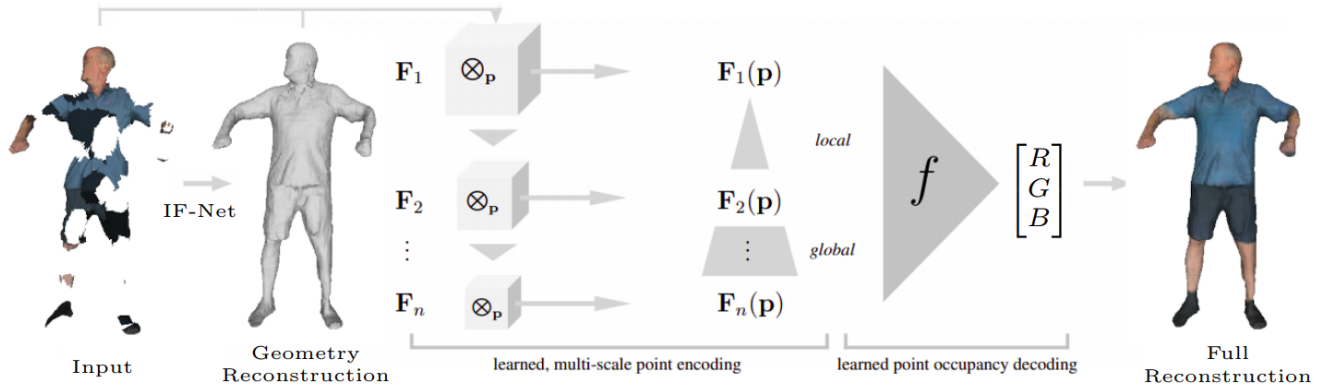 Input
IF-Net
Geometry
Reconstruction
F₁
⊗ₚ
F₁(p)
F₂
⊗ₚ
F₂(p)
⋮
⋮
Fₙ
⊗ₚ
Fₙ(p)
local
global
learned, multi-scale point encoding
f
learned point occupancy decoding
R
G
B
Full
Reconstruction